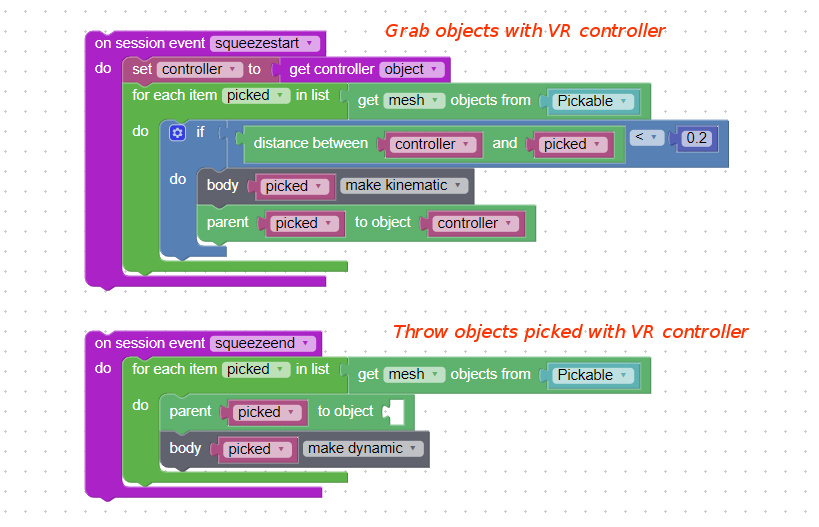 Grab objects with VR controller
on session event squeezestart
do set controller to get controller object
for each item picked in list get mesh objects from Pickable
do if distance between controller and picked < 0.2
do body picked make kinematic
parent picked to object controller
Throw objects picked with VR controller
on session event squeezeend
do for each item picked in list get mesh objects from Pickable
do parent picked to object
body picked make dynamic